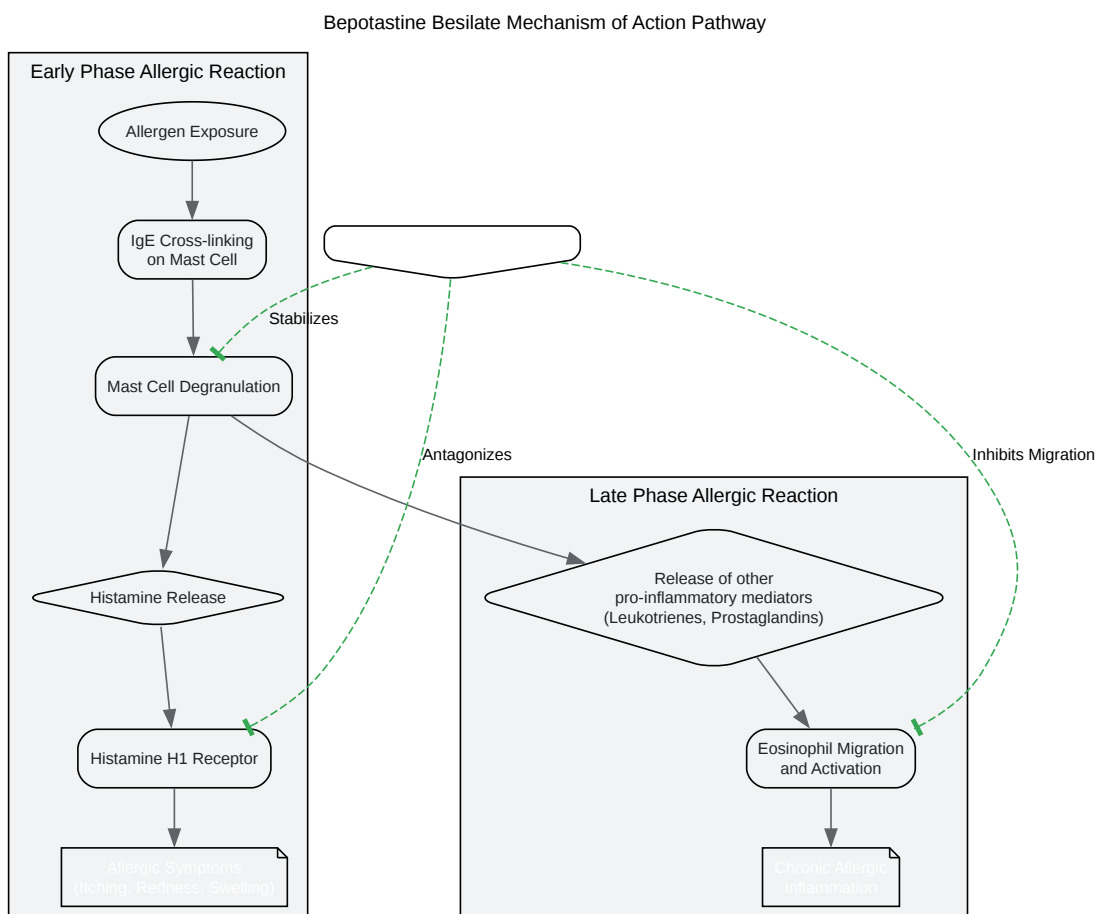 Bepotastine Besilate Mechanism of Action Pathway
Early Phase Allergic Reaction
Allergen Exposure
IgE Cross-linking
on Mast Cell
Stabilizes
Mast Cell Degranulation
Antagonizes
Inhibits Migration
Late Phase Allergic Reaction
Release of other
pro-inflammatory mediators
(Leukotrienes, Prostaglandins)
Histamine Release
Histamine H1 Receptor
Eosinophil Migration
and Activation
Allergic Symptoms
(Itching, Redness, Swelling)
Chronic Allergic
Inflammation